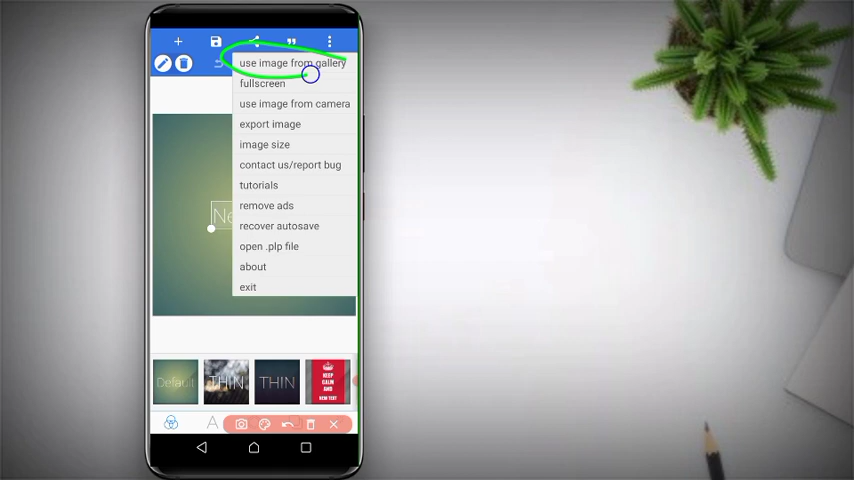 use image from gallery
fullscreen
use image from camera
export image
image size
contact us/report bug
tutorials
remove ads
recover autosave
open .plp file
about
exit
Ne
Default
THIN
THIN
KEEP
CALM
AND
NEW TEXT
A